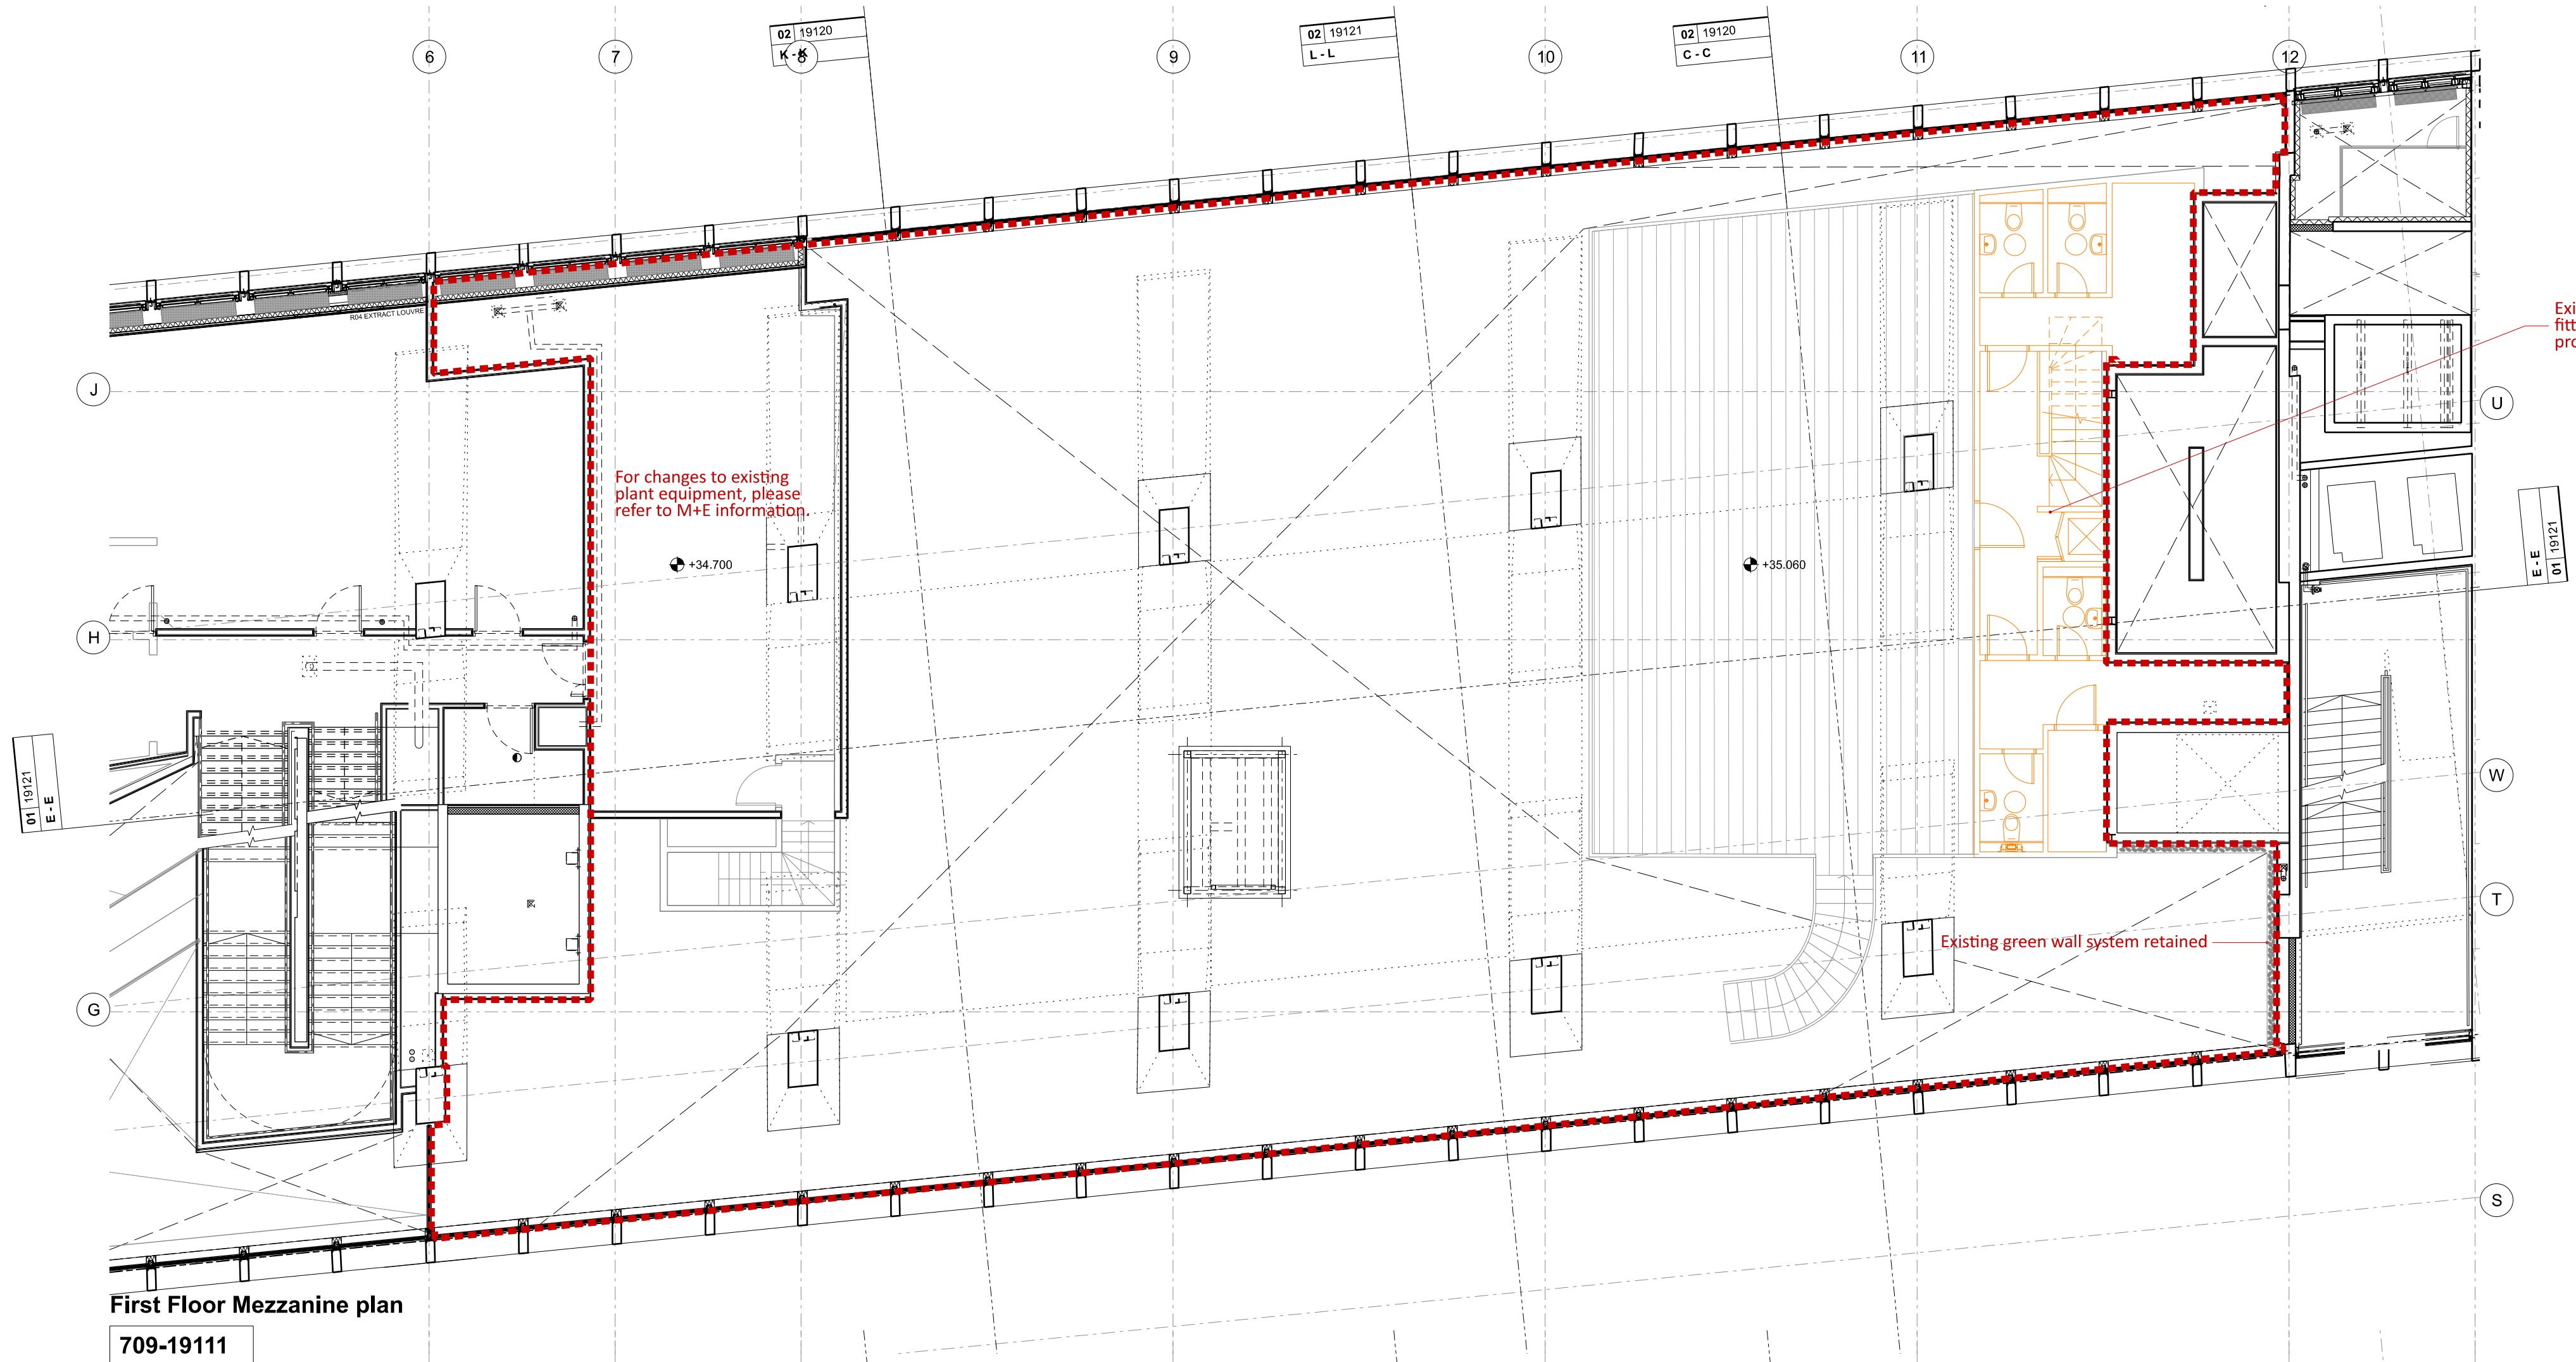 02 19120
K - K
02 19121
L - L
02 19120
C - C
6
7
8
9
10
11
12
R04 EXTRACT LOUVRE
J
U
H
W
T
G
S
For changes to existing
plant equipment, please
refer to M+E information.
+34.700
+35.060
Existing green wall system retained
01 19121
E - E
E - E
01 19121
First Floor Mezzanine plan
709-19111